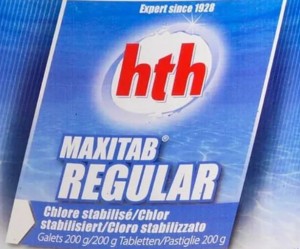 Expert since 1928
hth
MAXITAB®
REGULAR
Chlore stabilisé/Chlor
stabilisiert/Cloro stabilizzato
Galets 200 g/200 g Tabletten/Pastiglie 200 g